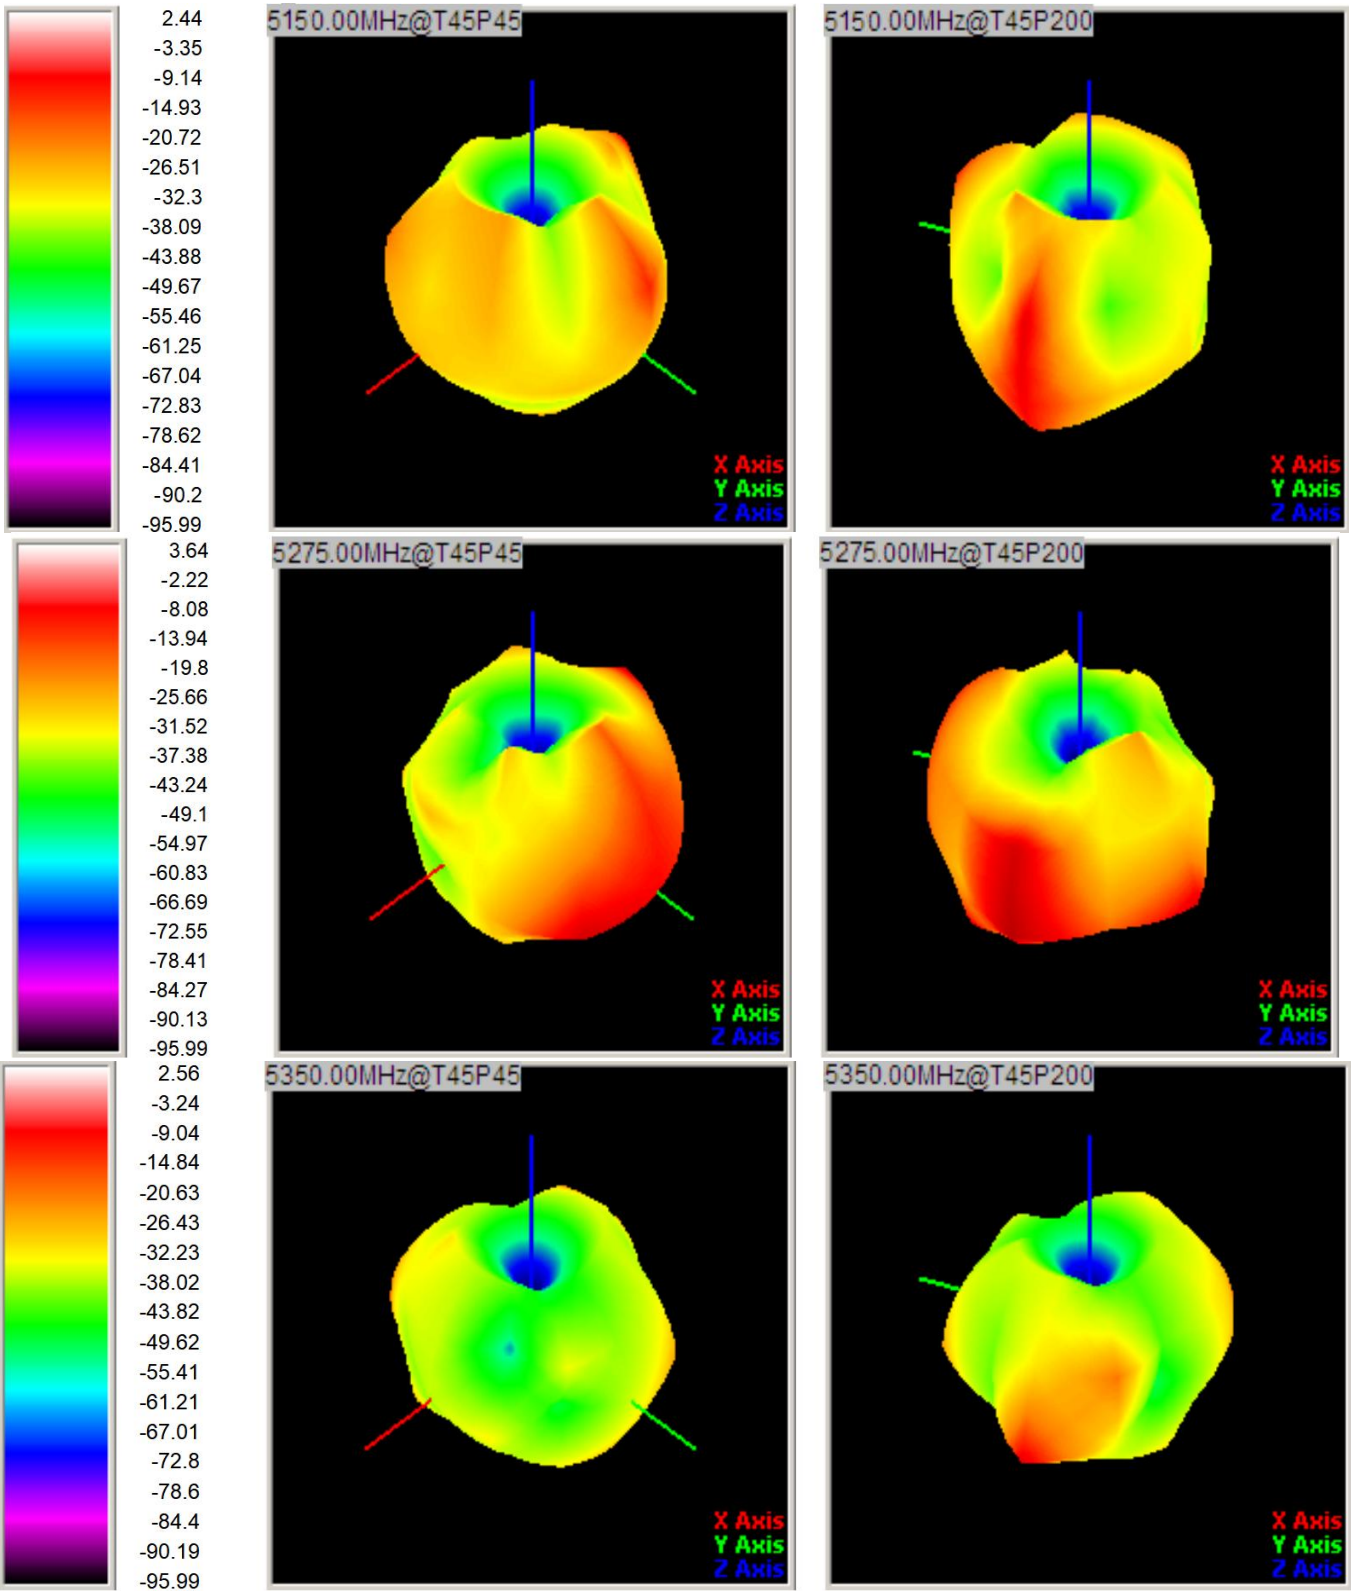 2.44
-3.35
-9.14
-14.93
-20.72
-26.51
-32.3
-38.09
-43.88
-49.67
-55.46
-61.25
-67.04
-72.83
-78.62
-84.41
-90.2
-95.99
5150.00MHz@T45P45
X Axis
Y Axis
Z Axis
5150.00MHz@T45P200
X Axis
Y Axis
Z Axis
3.64
-2.22
-8.08
-13.94
-19.8
-25.66
-31.52
-37.38
-43.24
-49.1
-54.97
-60.83
-66.69
-72.55
-78.41
-84.27
-90.13
-95.99
5275.00MHz@T45P45
X Axis
Y Axis
Z Axis
5275.00MHz@T45P200
X Axis
Y Axis
Z Axis
2.56
-3.24
-9.04
-14.84
-20.63
-26.43
-32.23
-38.02
-43.82
-49.62
-55.41
-61.21
-67.01
-72.8
-78.6
-84.4
-90.19
-95.99
5350.00MHz@T45P45
X Axis
Y Axis
Z Axis
5350.00MHz@T45P200
X Axis
Y Axis
Z Axis